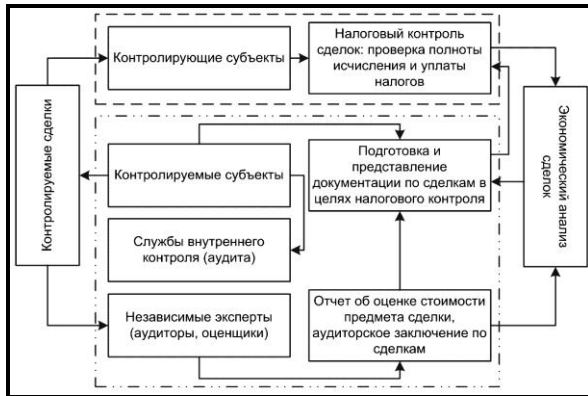 Контролируемые сделки
Контролирующие субъекты
Налоговый контроль
сделок: проверка полноты
исчисления и уплаты
налогов
Контролируемые субъекты
Подготовка и
представление
документации по сделкам в
целях налогового контроля
Службы внутреннего
контроля (аудита)
Независимые эксперты
(аудиторы, оценщики)
Отчет об оценке стоимости
предмета сделки,
аудиторское заключение по
сделкам
Экономический анализ
сделок